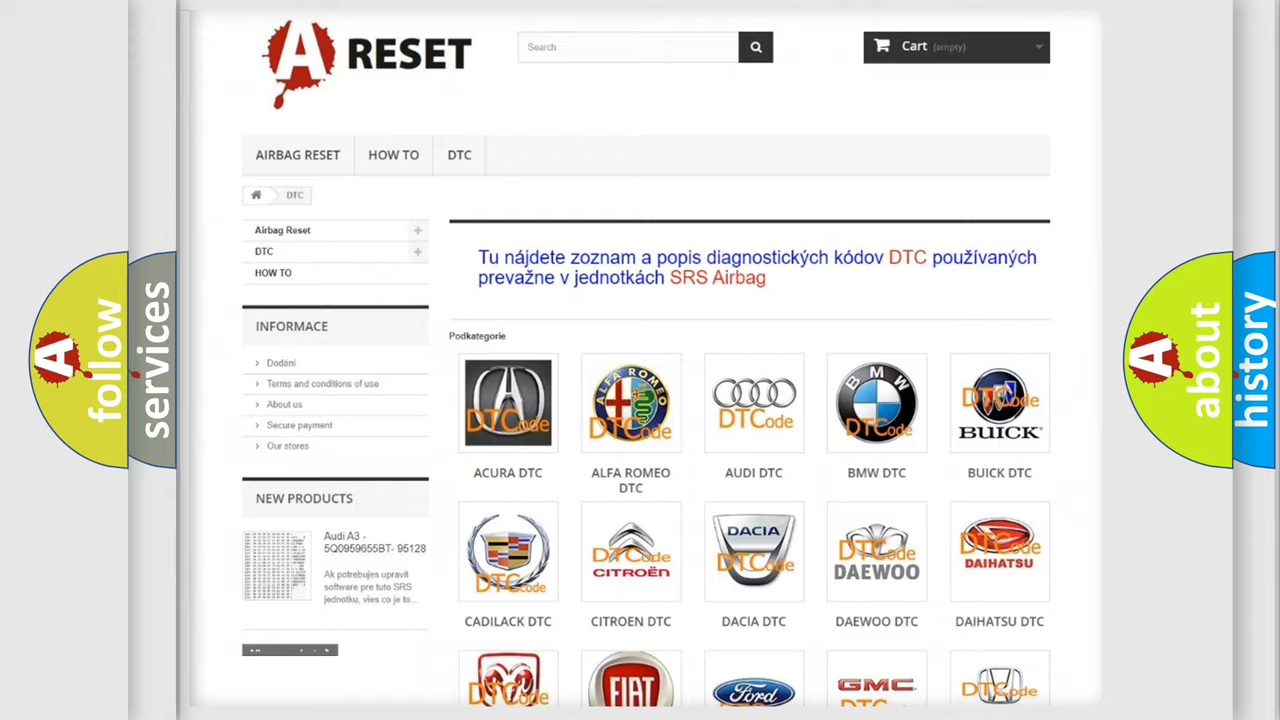 A RESET
Search
Cart (empty)
AIRBAG RESET
HOW TO
DTC
DTC
Airbag Reset
DTC
HOW TO
INFORMACE
Dodání
Terms and conditions of use
About us
Secure payment
Our stores
NEW PRODUCTS
Audi A3 -
5Q0959655BT- 95128
Ak potrebujes upravit
software pre tuto SRS
jednotku, vies co je to...
Tu nájdete zoznam a popis diagnostických kódov DTC používaných
prevažne v jednotkách SRS Airbag
Podkategorie
DTCode
ALFA ROMEO
DTCode
DTCode
BMW
DTCode
DTCode
BUICK
ACURA DTC
ALFA ROMEO
DTC
AUDI DTC
BMW DTC
BUICK DTC
DTCode
DTCode
CITROËN
DACIA
DTCode
DTCode
DAEWOO
DTCode
DAIHATSU
CADILACK DTC
CITROEN DTC
DACIA DTC
DAEWOO DTC
DAIHATSU DTC
DTCode
FIAT
Ford
GMC
DTCode
A follow
services
A about
history